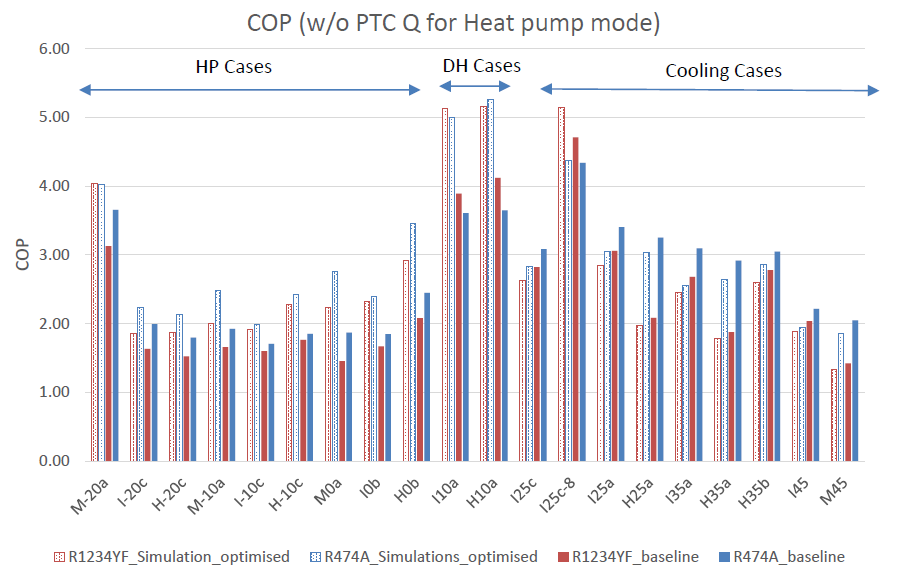 COP (w/o PTC Q for Heat pump mode)
6.00
HP Cases
DH Cases
Cooling Cases
5.00
4.00
3.00
2.00
1.00
0.00
COP
M-20a
I-20c
H-20c
M-10a
I-10c
H-10c
M0a
I0b
H0b
I10a
H10a
I25c
I25c-8
I25a
H25a
I35a
H35a
H35b
I45
M45
R1234YF_Simulation_optimised
R474A_Simulations_optimised
R1234YF_baseline
R474A_baseline